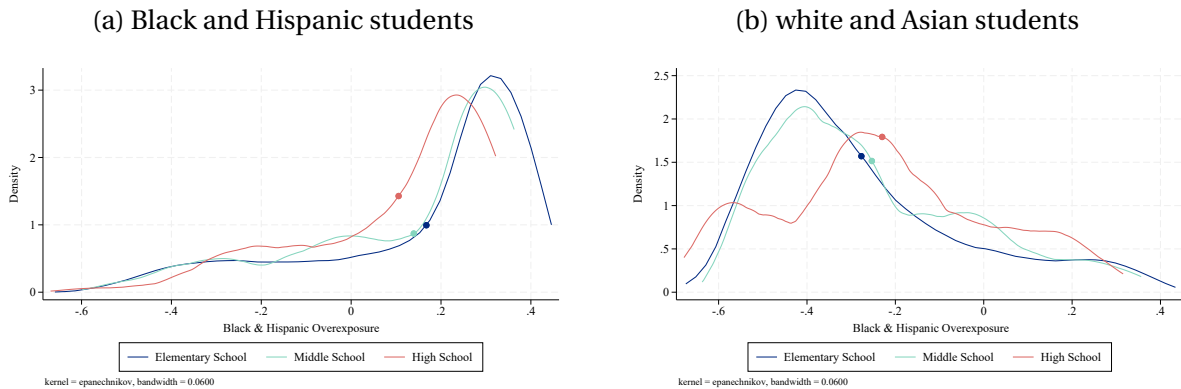 (a) Black and Hispanic students
3
2
1
0
Density
-.6
-.4
-.2
0
.2
.4
Black & Hispanic Overexposure
Elementary School
Middle School
High School
kernel = epanechnikov, bandwidth = 0.0600
(b) white and Asian students
2.5
2
1.5
1
.5
0
Density
-.6
-.4
-.2
0
.2
.4
Black & Hispanic Overexposure
Elementary School
Middle School
High School
kernel = epanechnikov, bandwidth = 0.0600